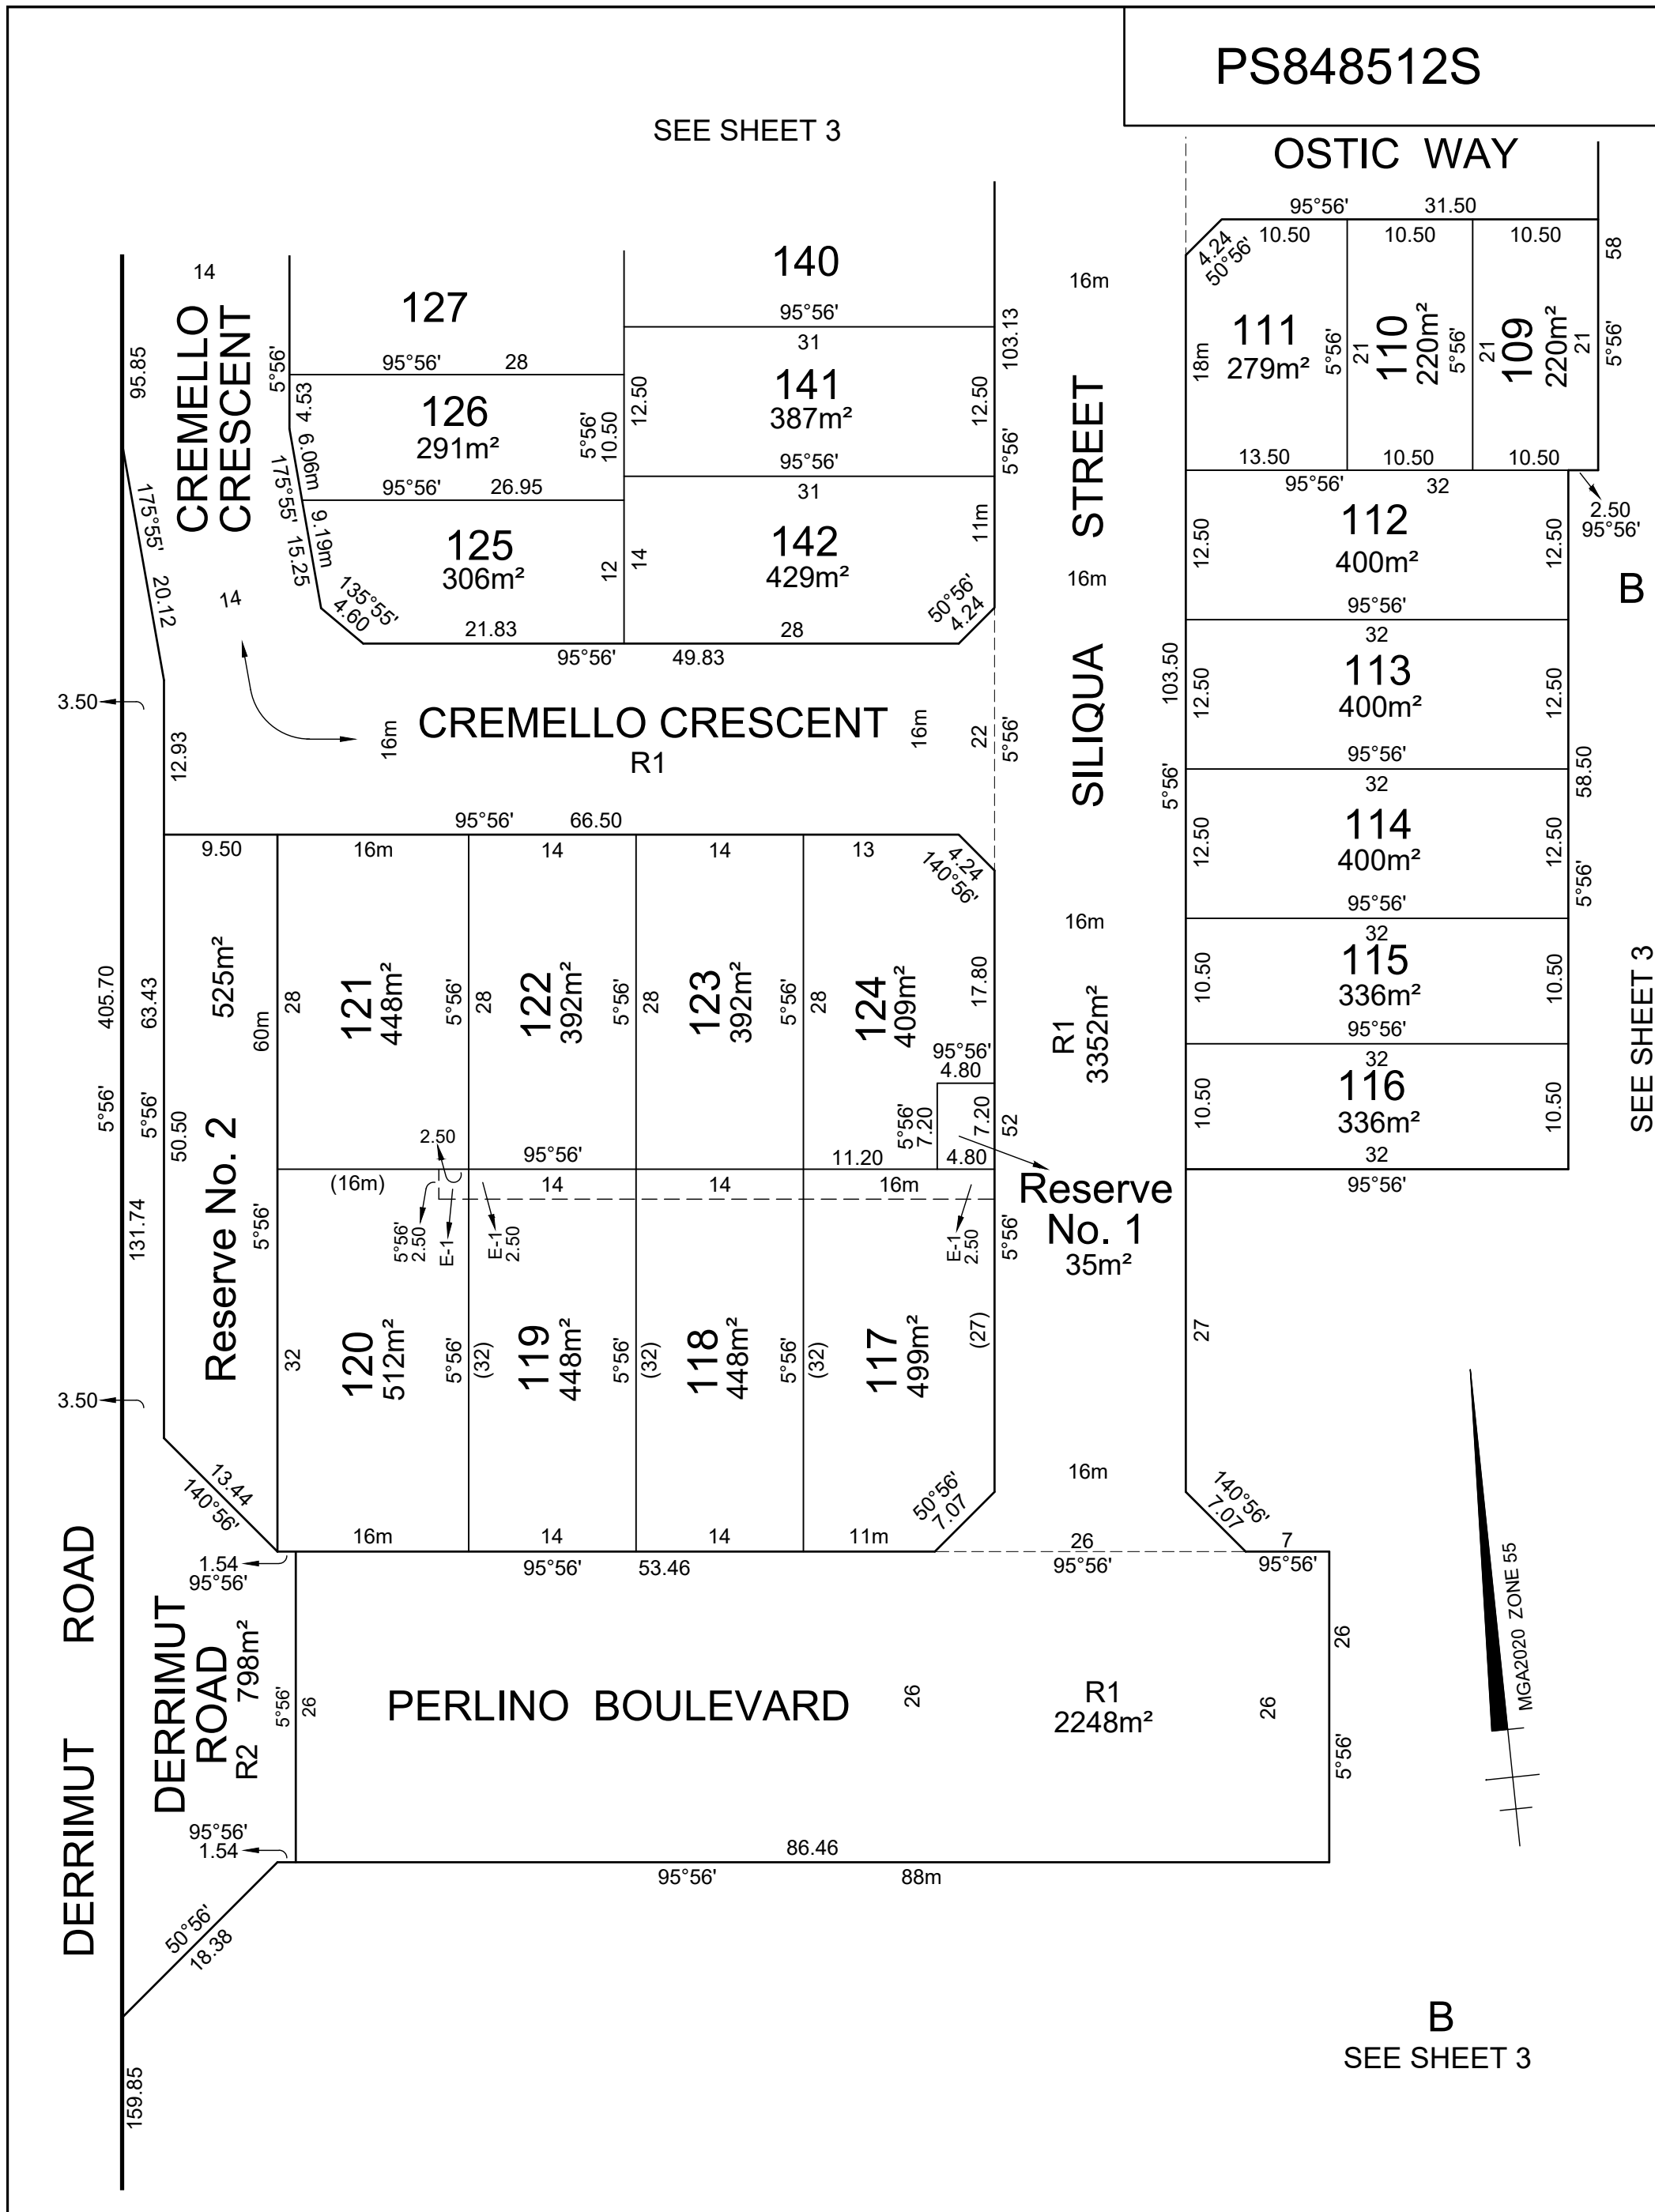 PS848512S
SEE SHEET 3
OSTIC WAY
95°56' 31.50
10.50 10.50 10.50
4.24
50°56'
58
14
CREMELLO
CRESCENT
95.85
5°56'
127
140
95°56'
31
103.13
16m
95°56' 28
4.53
126
291m²
5°56'
10.50
12.50
141
387m²
12.50
5°56'
18m
111
279m²
5°56'
21
110
220m²
5°56'
21
109
220m²
21
5°56'
6.06m
175°55' 15.25
95°56' 26.95
95°56'
31
13.50 10.50 10.50
95°56' 32
2.50
95°56'
175°55' 20.12
9.19m
125
306m²
12
14
142
429m²
11m
STREET
16m
12.50
112
400m²
12.50
B
14
135°55'
4.60
21.83
28
50°56'
4.24
95°56' 49.83
95°56'
32
3.50
12.93
16m
CREMELLO CRESCENT
R1
16m
22
5°56'
SILIQUA
103.50
5°56'
12.50
113
400m²
12.50
95°56'
32
58.50
5°56'
95°56' 66.50
9.50 16m 14 14 13
4.24
140°56'
12.50
114
400m²
12.50
95°56'
32
16m
405.70
5°56'
63.43
5°56'
525m²
60m
28
121
448m²
5°56'
28
122
392m²
5°56'
28
123
392m²
5°56'
28
124
409m²
17.80
R1
3352m²
10.50
115
336m²
10.50
95°56'
32
SEE SHEET 3
95°56'
4.80
5°56'
7.20
7.20
52
10.50
116
336m²
10.50
32
95°56'
131.74
50.50
Reserve No. 2
5°56'
2.50
95°56'
11.20 4.80
(16m) 14 14 16m
5°56'
2.50
E-1
E-1
2.50
E-1
2.50
5°56'
Reserve
No. 1
35m²
32
120
512m²
5°56'
(32)
119
448m²
5°56'
(32)
118
448m²
5°56'
(32)
117
499m²
(27)
27
3.50
13.44
140°56'
50°56'
7.07
16m
140°56'
7.07
16m 14 14 11m
26 7
95°56' 53.46
95°56' 95°56'
1.54
95°56'
DERRIMUT ROAD
DERRIMUT
ROAD
R2 798m²
5°56'
26
PERLINO BOULEVARD
26
R1
2248m²
26
26
5°56'
MGA2020 ZONE 55
95°56'
1.54
86.46
95°56' 88m
50°56'
18.38
159.85
B
SEE SHEET 3